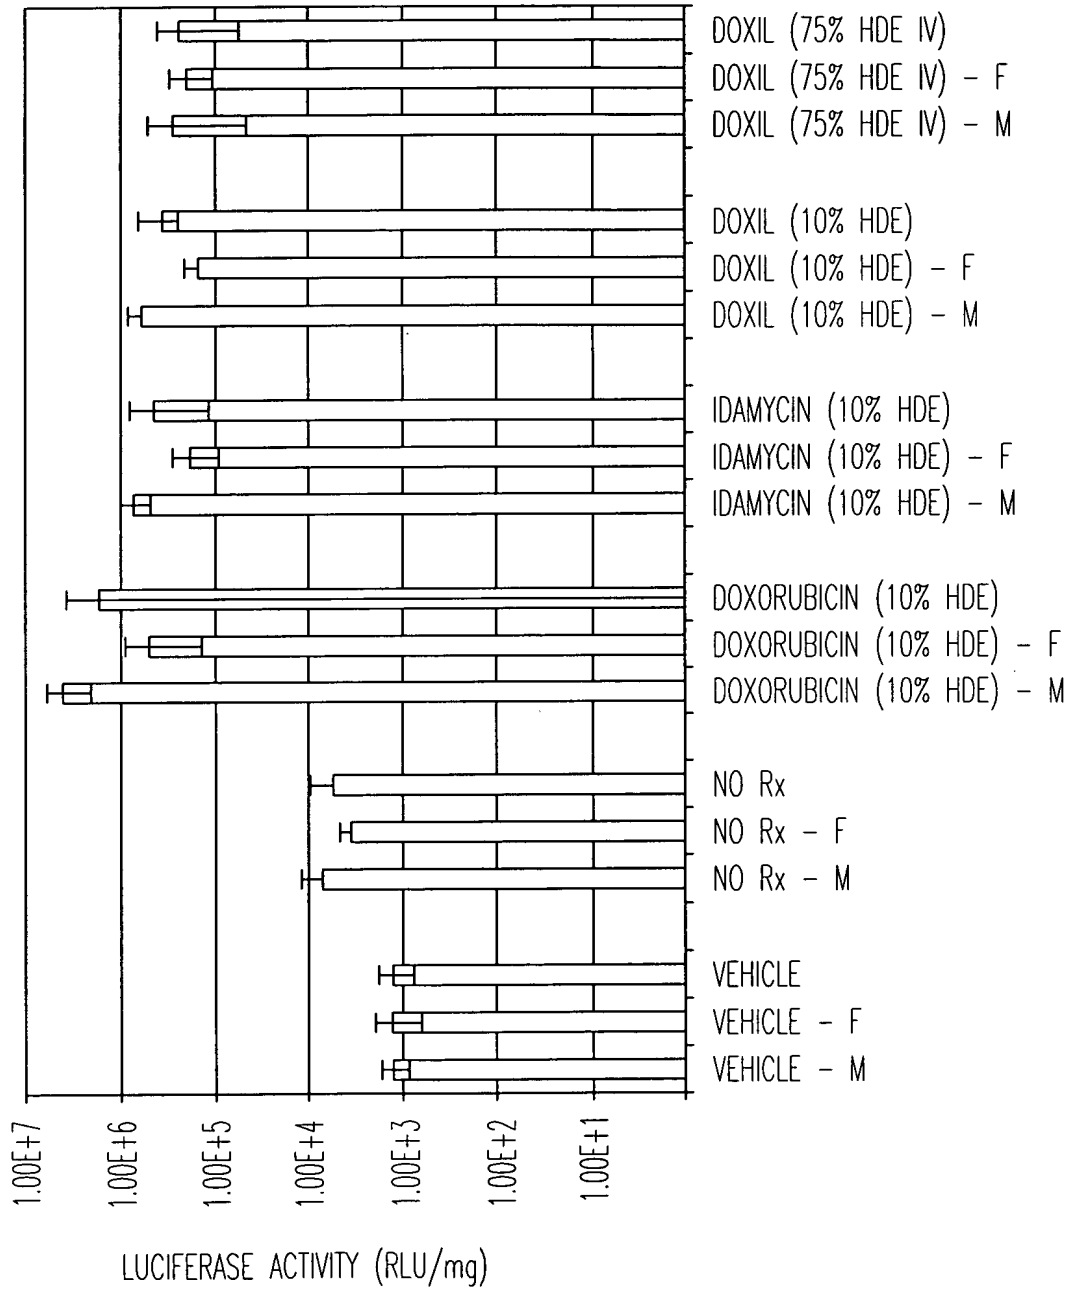 DOXIL (75% HDE IV)
DOXIL (75% HDE IV) – F
DOXIL (75% HDE IV) – M
DOXIL (10% HDE)
DOXIL (10% HDE) – F
DOXIL (10% HDE) – M
IDAMYCIN (10% HDE)
IDAMYCIN (10% HDE) – F
IDAMYCIN (10% HDE) – M
DOXORUBICIN (10% HDE)
DOXORUBICIN (10% HDE) – F
DOXORUBICIN (10% HDE) – M
NO Rx
NO Rx – F
NO Rx – M
VEHICLE
VEHICLE – F
VEHICLE – M
1.00E+7
1.00E+6
1.00E+5
1.00E+4
1.00E+3
1.00E+2
1.00E+1
LUCIFERASE ACTIVITY (RLU/mg)